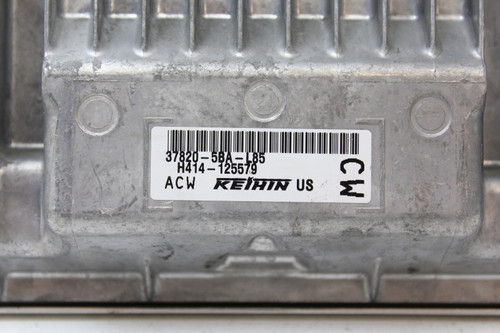 37820-5BA-L85
H414-125579
ACW KEIHIN US
CW